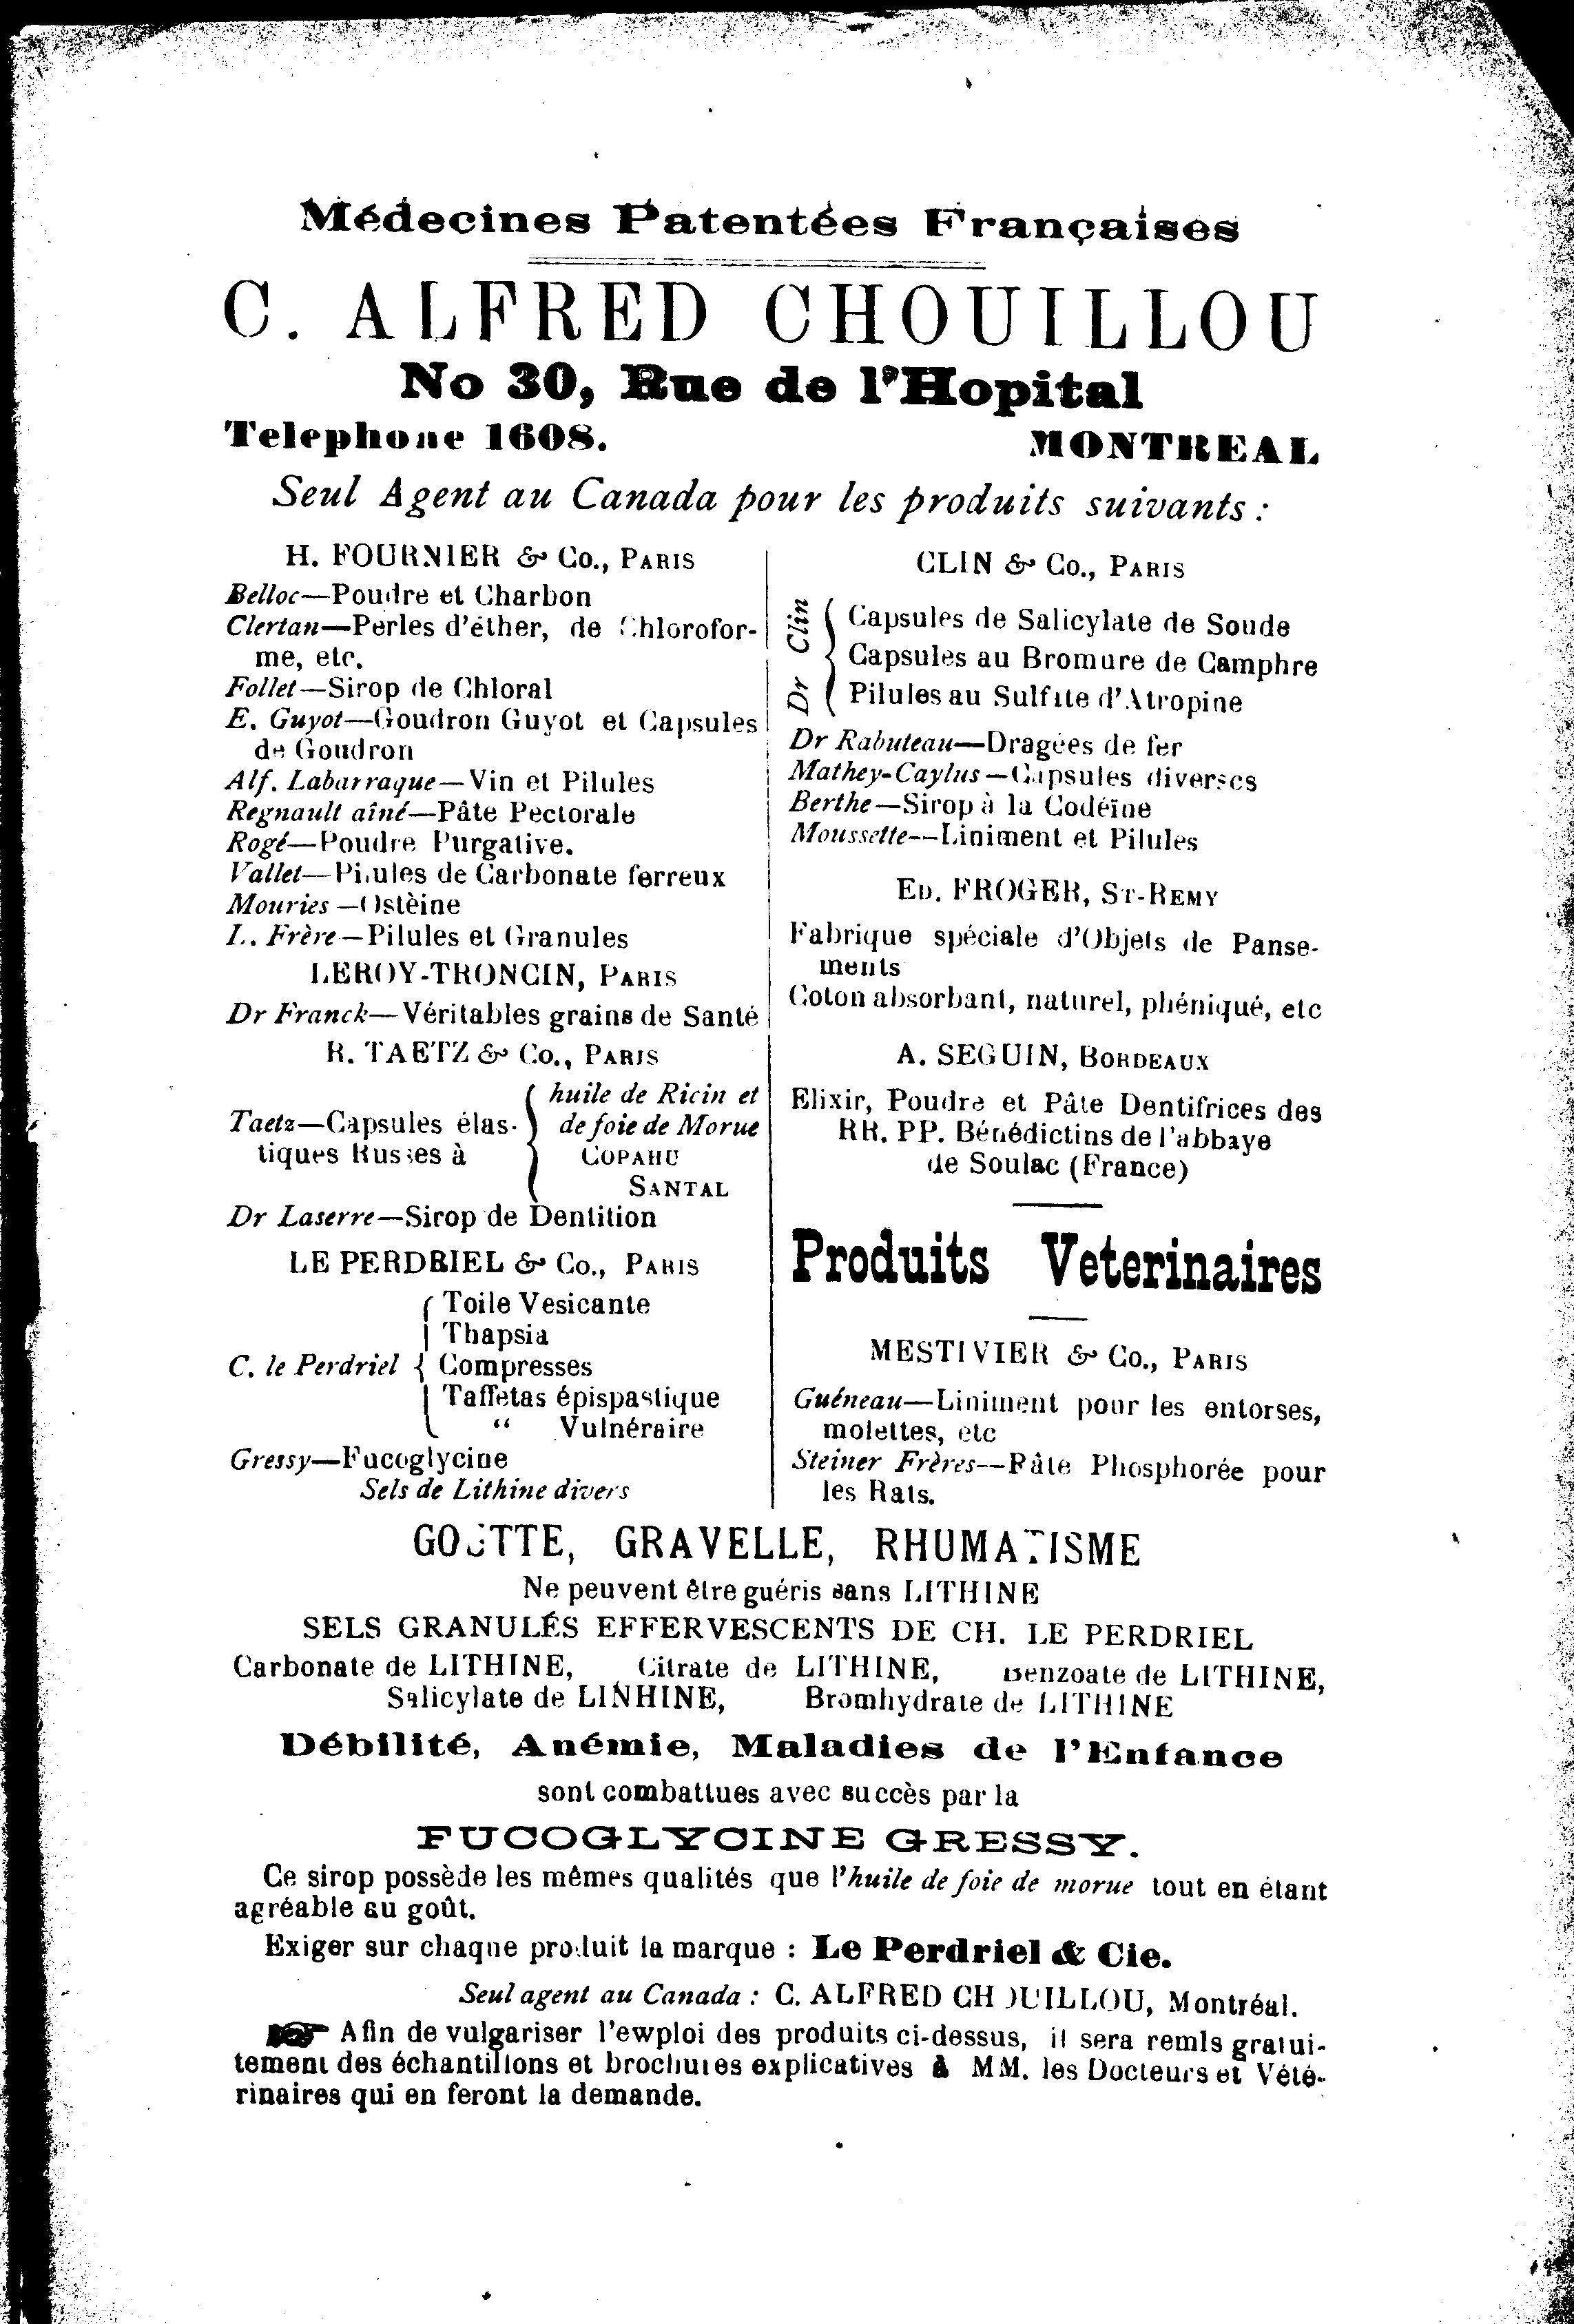 Médecines Patentées Françaises
C. ALFRED CHOUILLOU
No 30, Rue de l'Hopital
Telephone 1608. MONTREAL
Seul Agent au Canada pour les produits suivants :
H. FOURNIER & Co., PARIS
Belloc—Poudre et Charbon
Clertan—Perles d'éther, de Chlorofor-
me, etc.
Follet—Sirop de Chloral
E. Guyot—Goudron Guyot et Capsules
de Goudron
Alf. Labarraque—Vin et Pilules
Regnault aîné—Pâte Pectorale
Rogé—Poudre Purgative.
Vallet—Pilules de Carbonate ferreux
Mouries—Ostèine
L. Frère—Pilules et Granules
LEROY-TRONCIN, PARIS
Dr Franck—Véritables grains de Santé
R. TAETZ & Co., PARIS
Taetz—Capsules élas-
tiques Russes à
huile de Ricin et
de foie de Morue
COPAHU
SANTAL
Dr Laserre—Sirop de Dentition
LE PERDRIEL & Co., PARIS
C. le Perdriel
Toile Vesicante
Thapsia
Compresses
Taffetas épispastique
“ Vulnéraire
Gressy—Fucoglycine
Sels de Lithine divers
CLIN & Co., PARIS
Dr Clin
Capsules de Salicylate de Soude
Capsules au Bromure de Camphre
Pilules au Sulfite d'Atropine
Dr Rabuteau—Dragées de fer
Mathey-Caylus—Capsules diverses
Berthe—Sirop à la Codéïne
Moussette—Liniment et Pilules
ED. FROGER, ST-REMY
Fabrique spéciale d'Objets de Panse-
ments
Coton absorbant, naturel, phéniqué, etc
A. SEGUIN, BORDEAUX
Elixir, Poudre et Pâte Dentifrices des
RR. PP. Bénédictins de l'abbaye
de Soulac (France)
Produits Veterinaires
MESTIVIER & Co., PARIS
Guéneau—Liniment pour les entorses,
molettes, etc
Steiner Frères—Pâte Phosphorée pour
les Rats.
GOUTTE, GRAVELLE, RHUMATISME
Ne peuvent être guéris sans LITHINE
SELS GRANULÉS EFFERVESCENTS DE CH. LE PERDRIEL
Carbonate de LITHINE, Citrate de LITHINE, Benzoate de LITHINE,
Salicylate de LINHINE, Bromhydrate de LITHINE
Débilité, Anémie, Maladies de l'Enfance
sont combattues avec succès par la
FUCOGLYCINE GRESSY.
Ce sirop possède les mêmes qualités que l'huile de foie de morue tout en étant
agréable au goût.
Exiger sur chaque produit la marque : Le Perdriel & Cie.
Seul agent au Canada : C. ALFRED CHOUILLOU, Montréal.
☞ Afin de vulgariser l'ewploi des produits ci-dessus, il sera remls gratui-
tement des échantillons et brochures explicatives à MM. les Docteurs et Vété-
rinaires qui en feront la demande.